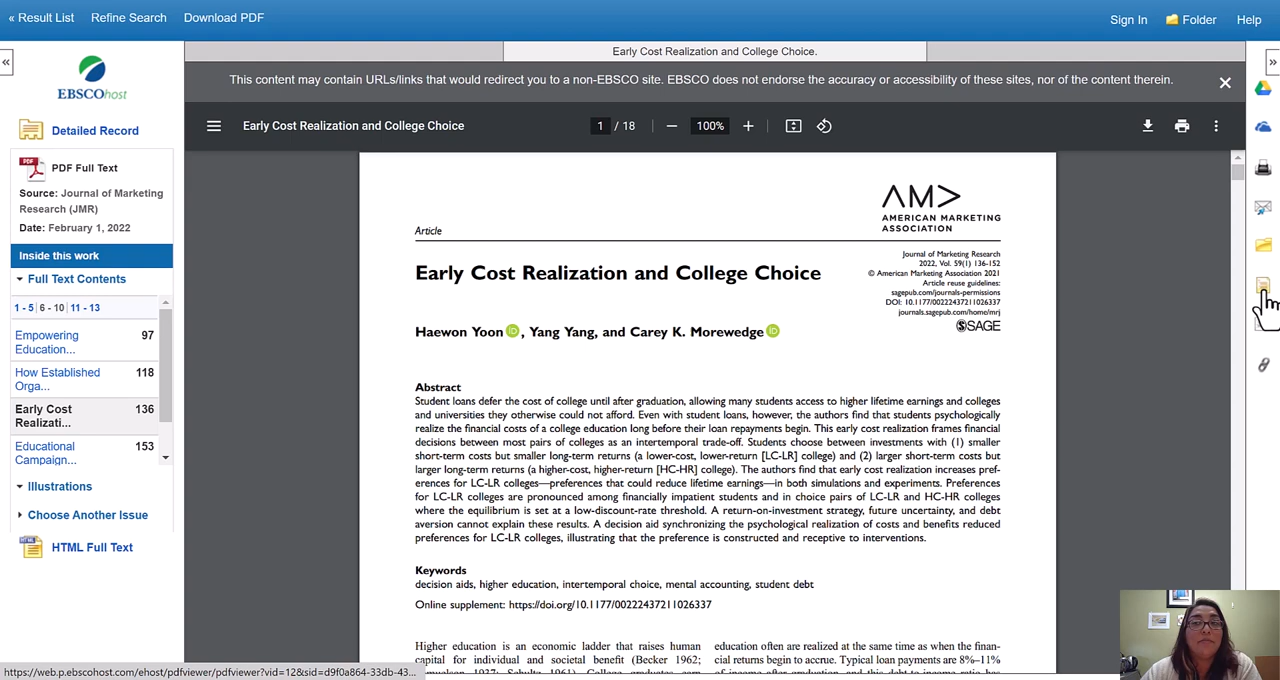 « Result List Refine Search Download PDF
Sign In Folder Help
«
»
EBSCOhost
Detailed Record
PDF Full Text
Source: Journal of Marketing
Research (JMR)
Date: February 1, 2022
Inside this work
Full Text Contents
1 - 5 | 6 - 10 | 11 - 13
Empowering 97
Education...
How Established 118
Orga...
Early Cost 136
Realizati...
Educational 153
Campaign...
Illustrations
Choose Another Issue
HTML Full Text
Early Cost Realization and College Choice.
This content may contain URLs/links that would redirect you to a non-EBSCO site. EBSCO does not endorse the accuracy or accessibility of these sites, nor of the content therein.
Early Cost Realization and College Choice
1 / 18
100%
AMA
AMERICAN MARKETING
ASSOCIATION
Article
Journal of Marketing Research
2022, Vol. 59(1) 136-152
© American Marketing Association 2021
Article reuse guidelines:
sagepub.com/journals-permissions
DOI: 10.1177/00222437211026337
journals.sagepub.com/home/mrj
SAGE
Early Cost Realization and College Choice
Haewon Yoon iD, Yang Yang, and Carey K. Morewedge iD
Abstract
Student loans defer the cost of college until after graduation, allowing many students access to higher lifetime earnings and colleges
and universities they otherwise could not afford. Even with student loans, however, the authors find that students psychologically
realize the financial costs of a college education long before their loan repayments begin. This early cost realization frames financial
decisions between most pairs of colleges as an intertemporal trade-off. Students choose between investments with (1) smaller
short-term costs but smaller long-term returns (a lower-cost, lower-return [LC-LR] college) and (2) larger short-term costs but
larger long-term returns (a higher-cost, higher-return [HC-HR] college). The authors find that early cost realization increases pref-
erences for LC-LR colleges—preferences that could reduce lifetime earnings—in both simulations and experiments. Preferences
for LC-LR colleges are pronounced among financially impatient students and in choice pairs of LC-LR and HC-HR colleges
where the equilibrium is set at a low-discount-rate threshold. A return-on-investment strategy, future uncertainty, and debt
aversion cannot explain these results. A decision aid synchronizing the psychological realization of costs and benefits reduced
preferences for LC-LR colleges, illustrating that the preference is constructed and receptive to interventions.
Keywords
decision aids, higher education, intertemporal choice, mental accounting, student debt
Online supplement: https://doi.org/10.1177/00222437211026337
Higher education is an economic ladder that raises human
capital for individual and societal benefit (Becker 1962;
education often are realized at the same time as when the finan-
cial returns begin to accrue. Typical loan payments are 8%–11%
https://web.p.ebscohost.com/ehost/pdfviewer/pdfviewer?vid=12&sid=d9f0a864-33db-43...